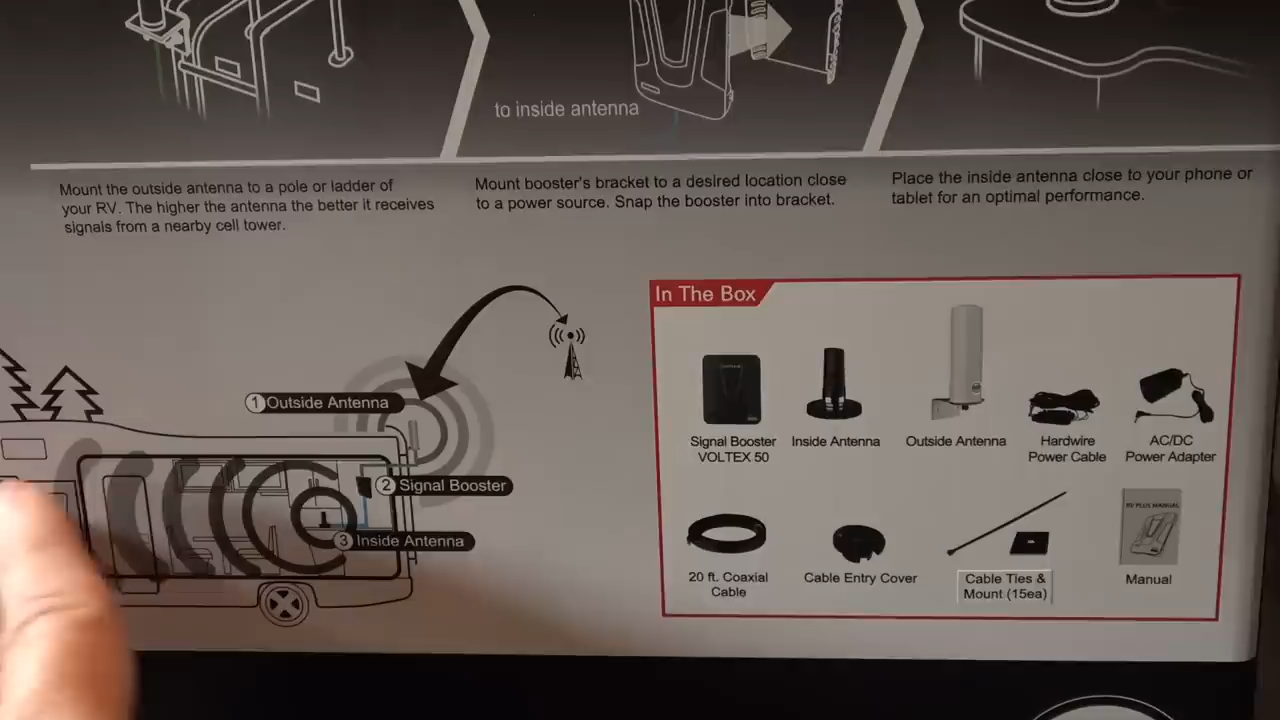 to inside antenna
Mount the outside antenna to a pole or ladder of
your RV. The higher the antenna the better it receives
signals from a nearby cell tower.
Mount booster's bracket to a desired location close
to a power source. Snap the booster into bracket.
Place the inside antenna close to your phone or
tablet for an optimal performance.
1 Outside Antenna
2 Signal Booster
3 Inside Antenna
In The Box
Signal Booster
VOLTEX 50
Inside Antenna
Outside Antenna
Hardwire
Power Cable
AC/DC
Power Adapter
20 ft. Coaxial
Cable
Cable Entry Cover
Cable Ties &
Mount (15ea)
RV PLUS MANUAL
Manual